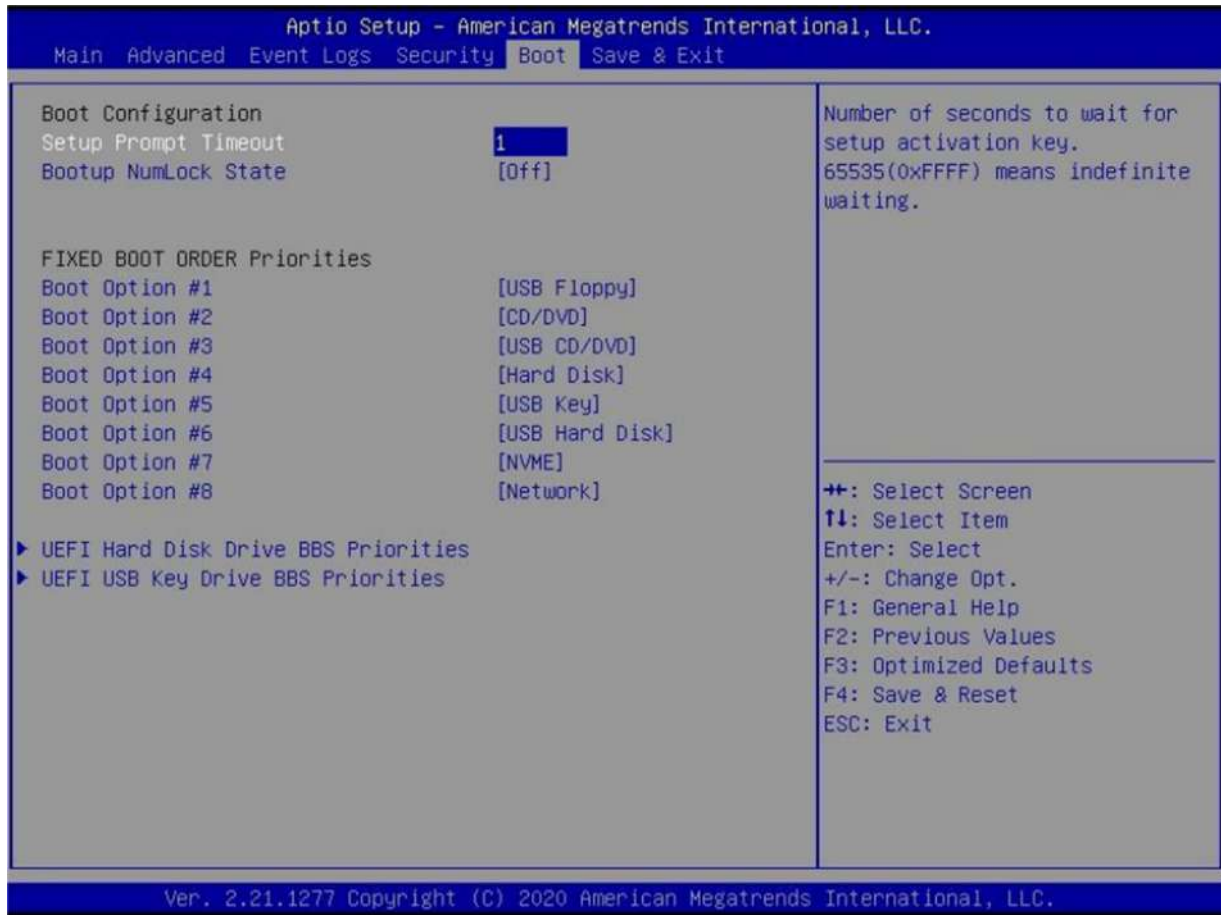 Aptio Setup – American Megatrends International, LLC.
Main Advanced Event Logs Security Boot Save & Exit
Boot Configuration
Setup Prompt Timeout 1
Bootup NumLock State [Off]
FIXED BOOT ORDER Priorities
Boot Option #1 [USB Floppy]
Boot Option #2 [CD/DVD]
Boot Option #3 [USB CD/DVD]
Boot Option #4 [Hard Disk]
Boot Option #5 [USB Key]
Boot Option #6 [USB Hard Disk]
Boot Option #7 [NVME]
Boot Option #8 [Network]
▶ UEFI Hard Disk Drive BBS Priorities
▶ UEFI USB Key Drive BBS Priorities
Number of seconds to wait for
setup activation key.
65535(0xFFFF) means indefinite
waiting.
→←: Select Screen
↑↓: Select Item
Enter: Select
+/-: Change Opt.
F1: General Help
F2: Previous Values
F3: Optimized Defaults
F4: Save & Reset
ESC: Exit
Ver. 2.21.1277 Copyright (C) 2020 American Megatrends International, LLC.